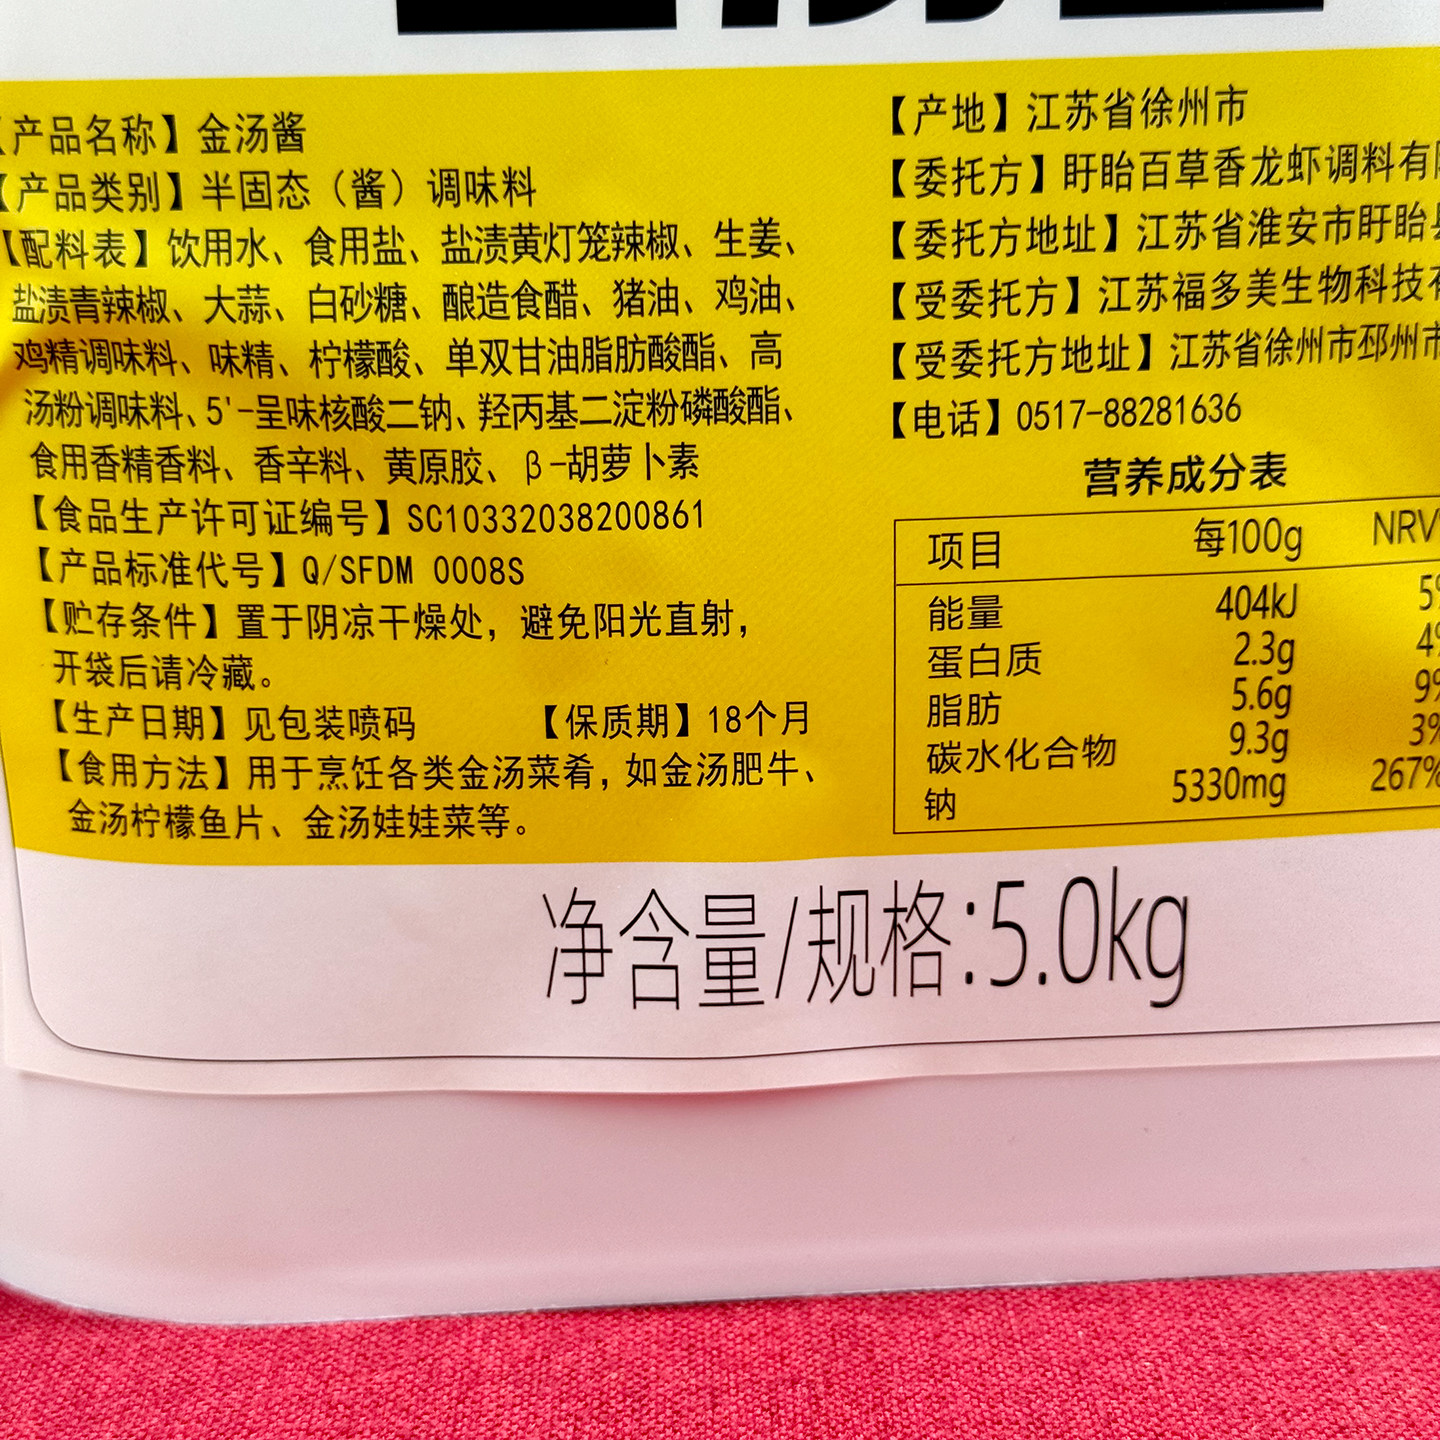 【产品名称】金汤酱
【产品类别】半固态（酱）调味料
【配料表】饮用水、食用盐、盐渍黄灯笼辣椒、生姜、
盐渍青辣椒、大蒜、白砂糖、酿造食醋、猪油、鸡油、
鸡精调味料、味精、柠檬酸、单双甘油脂肪酸酯、高
汤粉调味料、5'-呈味核酸二钠、羟丙基二淀粉磷酸酯、
食用香精香料、香辛料、黄原胶、β-胡萝卜素
【食品生产许可证编号】SC10332038200861
【产品标准代号】Q/SFDM 0008S
【贮存条件】置于阴凉干燥处，避免阳光直射，
开袋后请冷藏。
【生产日期】见包装喷码 【保质期】18个月
【食用方法】用于烹饪各类金汤菜肴，如金汤肥牛、
金汤柠檬鱼片、金汤娃娃菜等。
【产地】江苏省徐州市
【委托方】盱眙百草香龙虾调料有
【委托方地址】江苏省淮安市盱眙
【受委托方】江苏福多美生物科技
【受委托方地址】江苏省徐州市邳州市
【电话】0517-88281636
营养成分表
项目 每100g NRV
能量 404kJ 5%
蛋白质 2.3g 4%
脂肪 5.6g 9%
碳水化合物 9.3g 3%
钠 5330mg 267%
净含量/规格:5.0kg